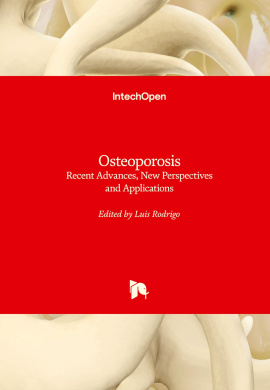 IntechOpen
Osteoporosis
Recent Advances, New Perspectives
and Applications
Edited by Luis Rodrigo